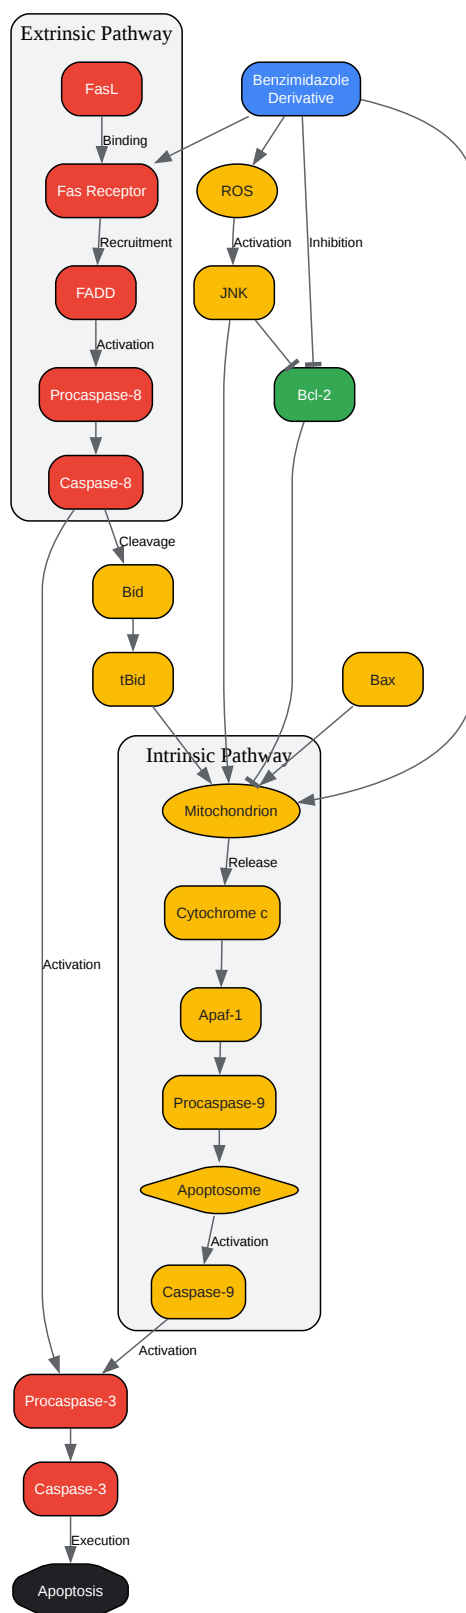 Extrinsic Pathway
FasL
Benzimidazole
Derivative
Binding
Fas Receptor
ROS
Recruitment
Activation
Inhibition
FADD
JNK
Activation
Procaspase-8
Bcl-2
Caspase-8
Cleavage
Bid
tBid
Bax
Intrinsic Pathway
Mitochondrion
Release
Cytochrome c
Activation
Apaf-1
Procaspase-9
Apoptosome
Activation
Caspase-9
Activation
Procaspase-3
Caspase-3
Execution
Apoptosis